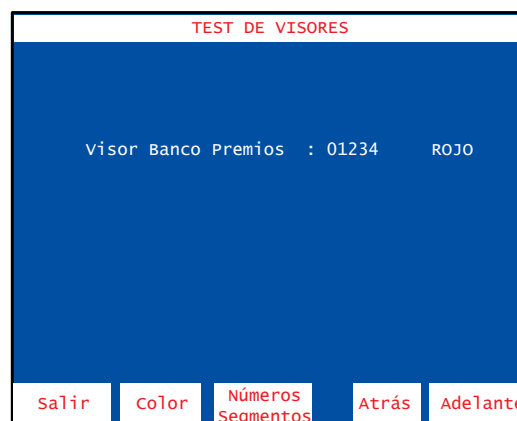 TEST DE VISORES
Visor Banco Premios : 01234 ROJO
Salir Color Números Atrás Adelante
Segmentos